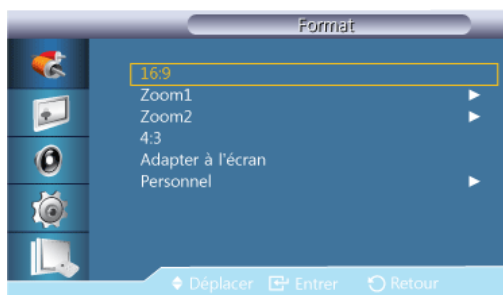 Format
16:9
Zoom1
Zoom2
4:3
Adapter à l'écran
Personnel
Déplacer Entrer Retour